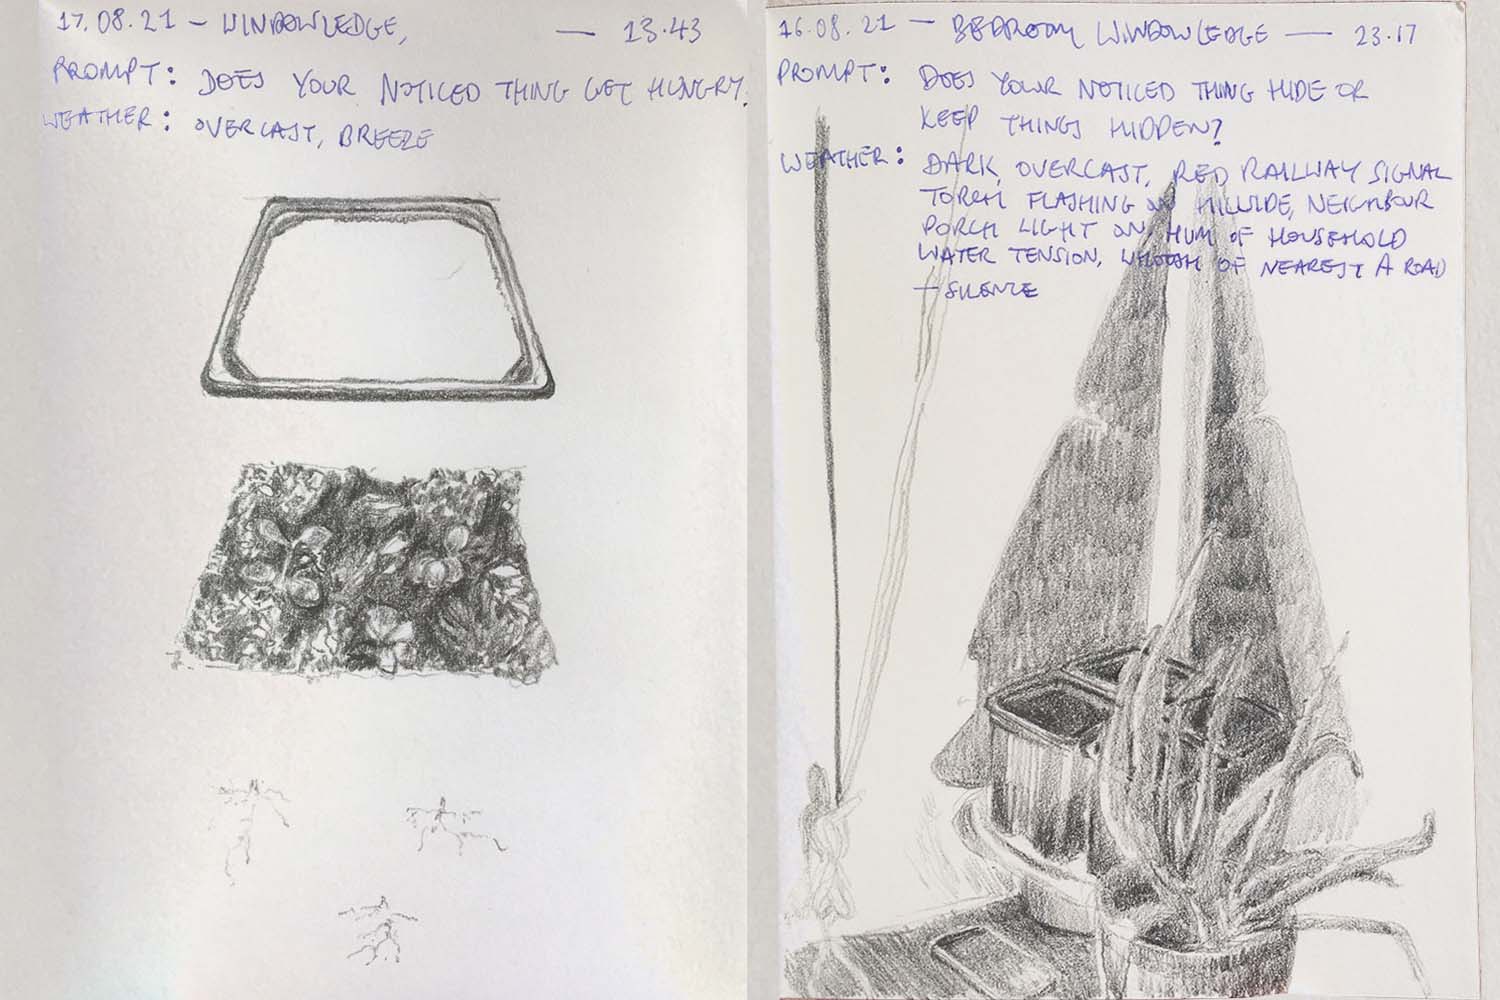 17.08.21 – WINDOWLEDGE, — 13.43
PROMPT: DOES YOUR NOTICED THING GET HUNGRY?
WEATHER: OVERCAST, BREEZE
16.08.21 — BEDROOM WINDOWLEDGE — 23.17
PROMPT: DOES YOUR NOTICED THING HIDE OR
KEEP THINGS HIDDEN?
WEATHER: DARK, OVERCAST, RED RAILWAY SIGNAL
TORCH FLASHING ON HILLSIDE, NEIGHBOUR
PORCH LIGHT ON, HUM OF HOUSEHOLD
WATER TENSION, WHOOSH OF NEAREST A ROAD
— SILENCE